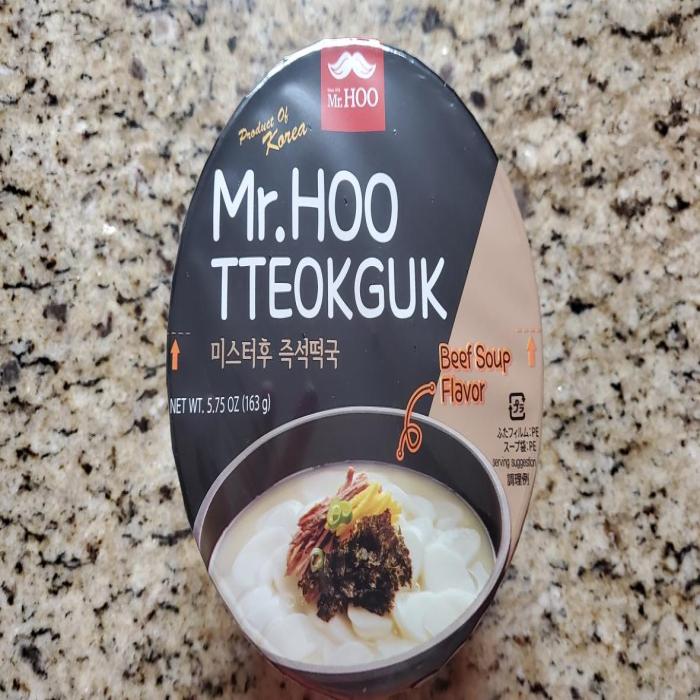 Mr. HOO
Product Of
Korea
Mr.HOO
TTEOKGUK
미스터후 즉석떡국
Beef Soup
Flavor
NET WT. 5.75 OZ (163 g)
プラ
ふたフィルム:PE
スープ袋:PE
serving suggestion
調理例